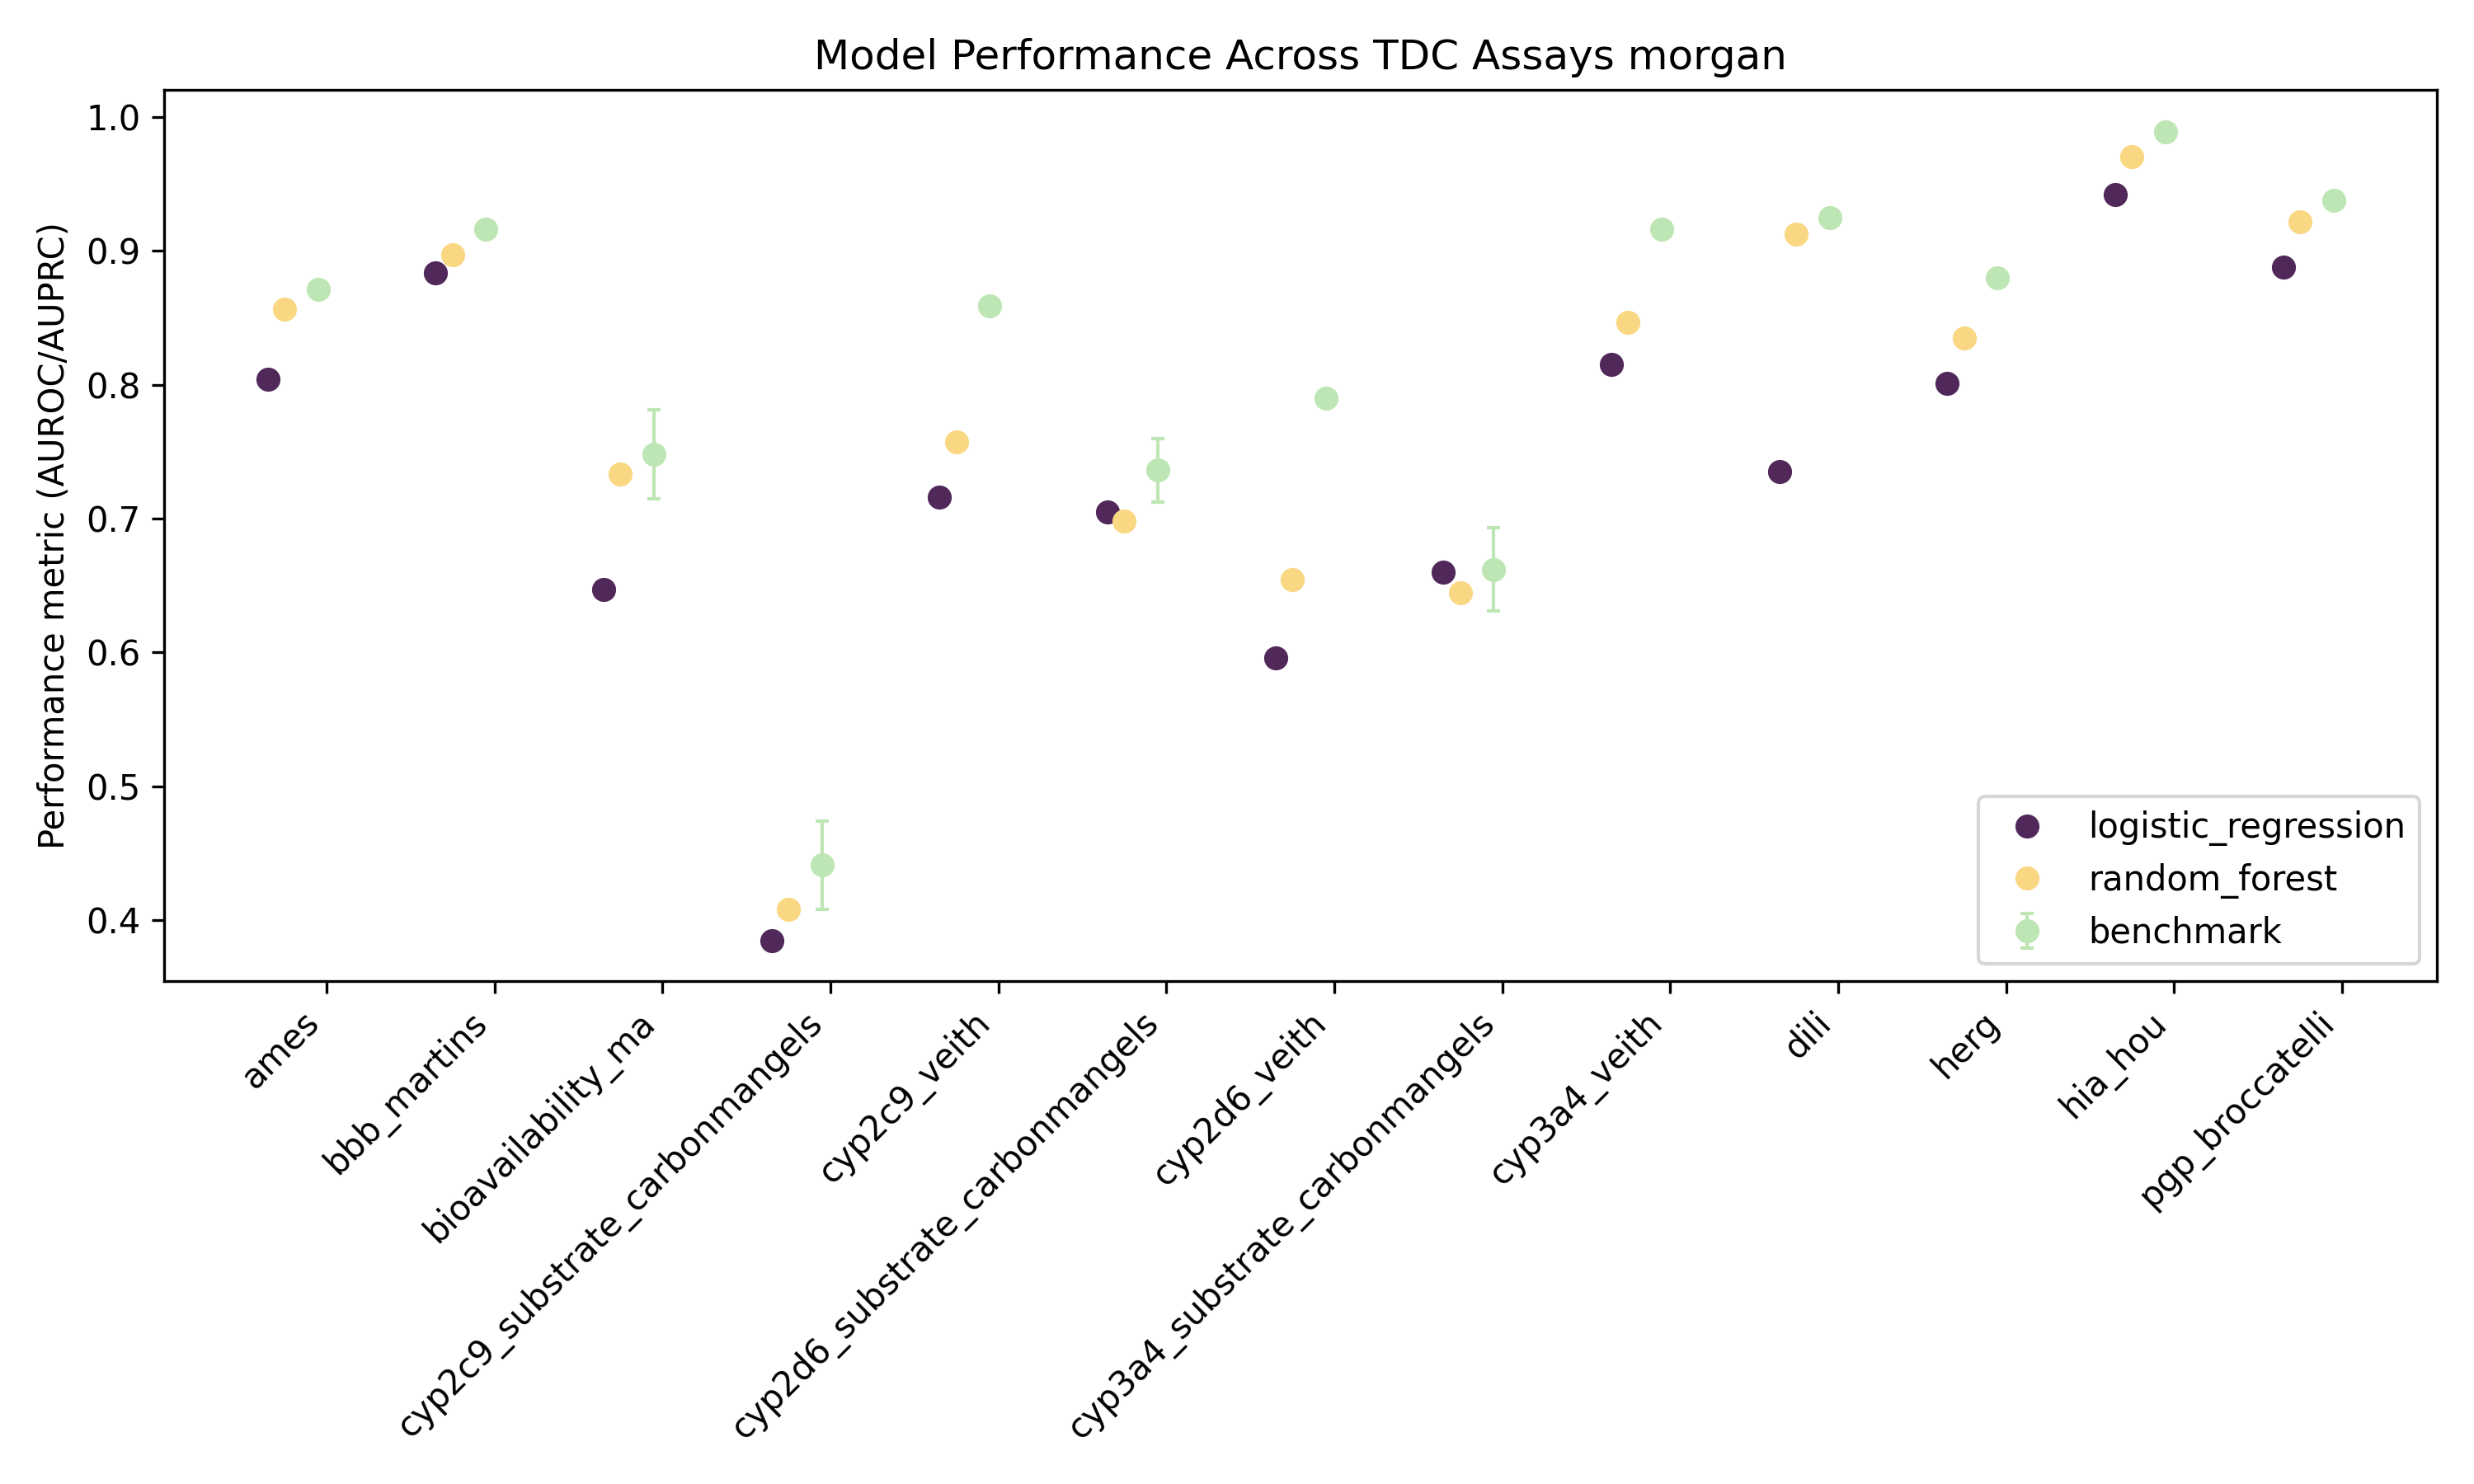 Model Performance Across TDC Assays morgan
Performance metric (AUROC/AUPRC)
1.0
0.9
0.8
0.7
0.6
0.5
0.4
logistic_regression
random_forest
benchmark
ames
bbb_martins
bioavailability_ma
cyp2c9_substrate_carbonmangels
cyp2c9_veith
cyp2d6_substrate_carbonmangels
cyp2d6_veith
cyp3a4_substrate_carbonmangels
cyp3a4_veith
dili
herg
hia_hou
pgp_broccatelli